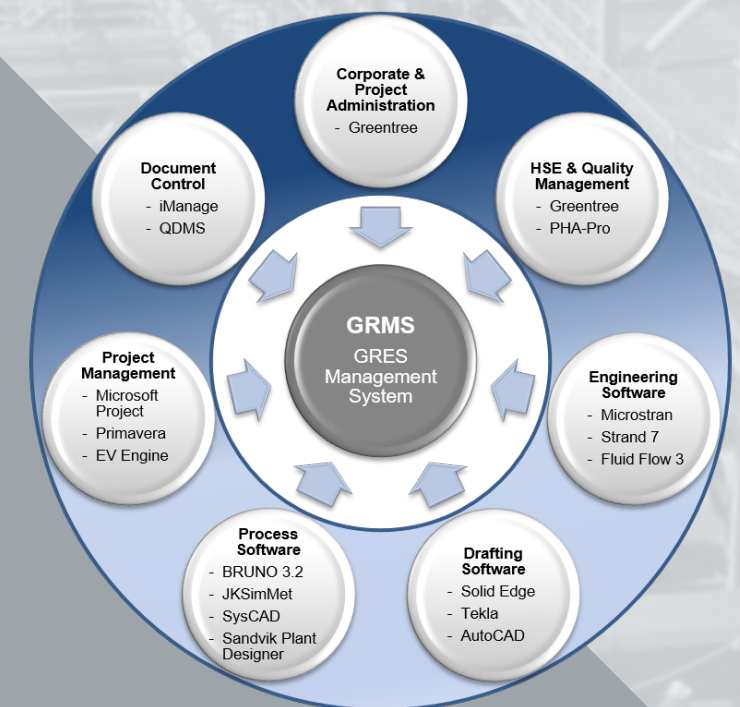 Corporate &
Project
Administration
- Greentree
HSE & Quality
Management
- Greentree
- PHA-Pro
Engineering
Software
- Microstran
- Strand 7
- Fluid Flow 3
Drafting
Software
- Solid Edge
- Tekla
- AutoCAD
Process
Software
- BRUNO 3.2
- JKSimMet
- SysCAD
- Sandvik Plant
Designer
Project
Management
- Microsoft
Project
- Primavera
- EV Engine
Document
Control
- iManage
- QDMS
GRMS
GRES
Management
System